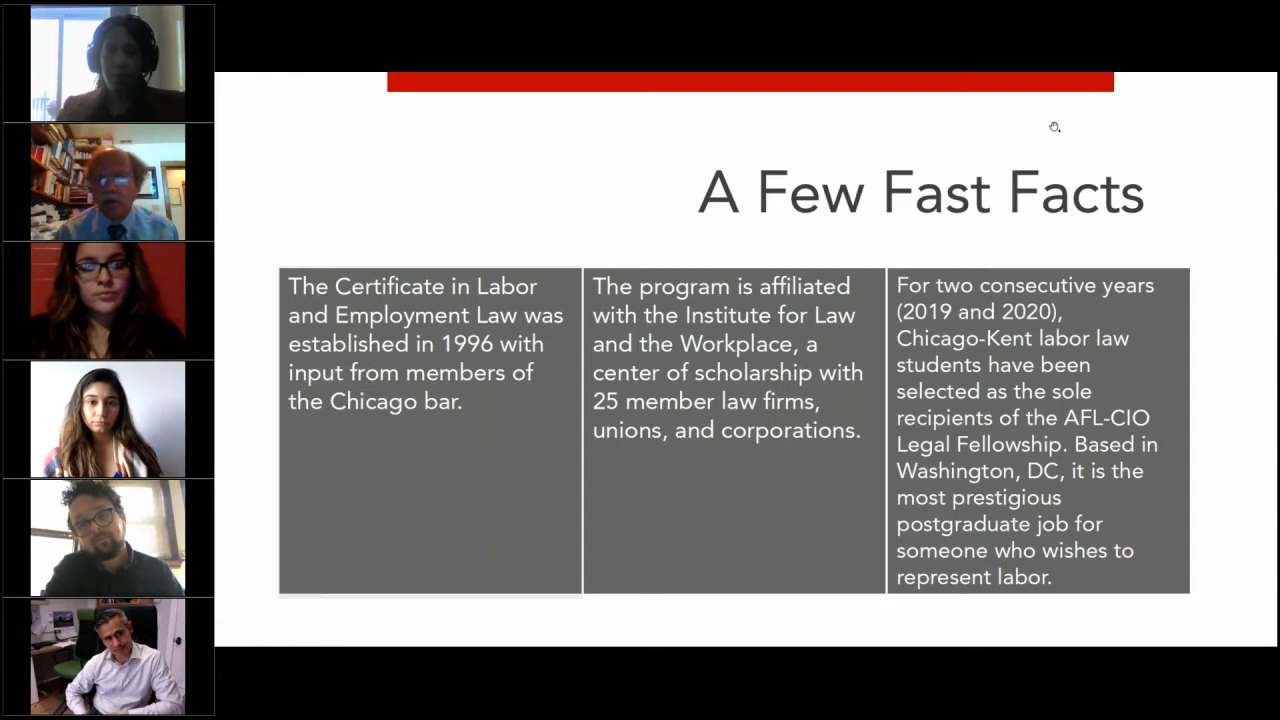 A Few Fast Facts
The Certificate in Labor
and Employment Law was
established in 1996 with
input from members of
the Chicago bar.
The program is affiliated
with the Institute for Law
and the Workplace, a
center of scholarship with
25 member law firms,
unions, and corporations.
For two consecutive years
(2019 and 2020),
Chicago-Kent labor law
students have been
selected as the sole
recipients of the AFL-CIO
Legal Fellowship. Based in
Washington, DC, it is the
most prestigious
postgraduate job for
someone who wishes to
represent labor.